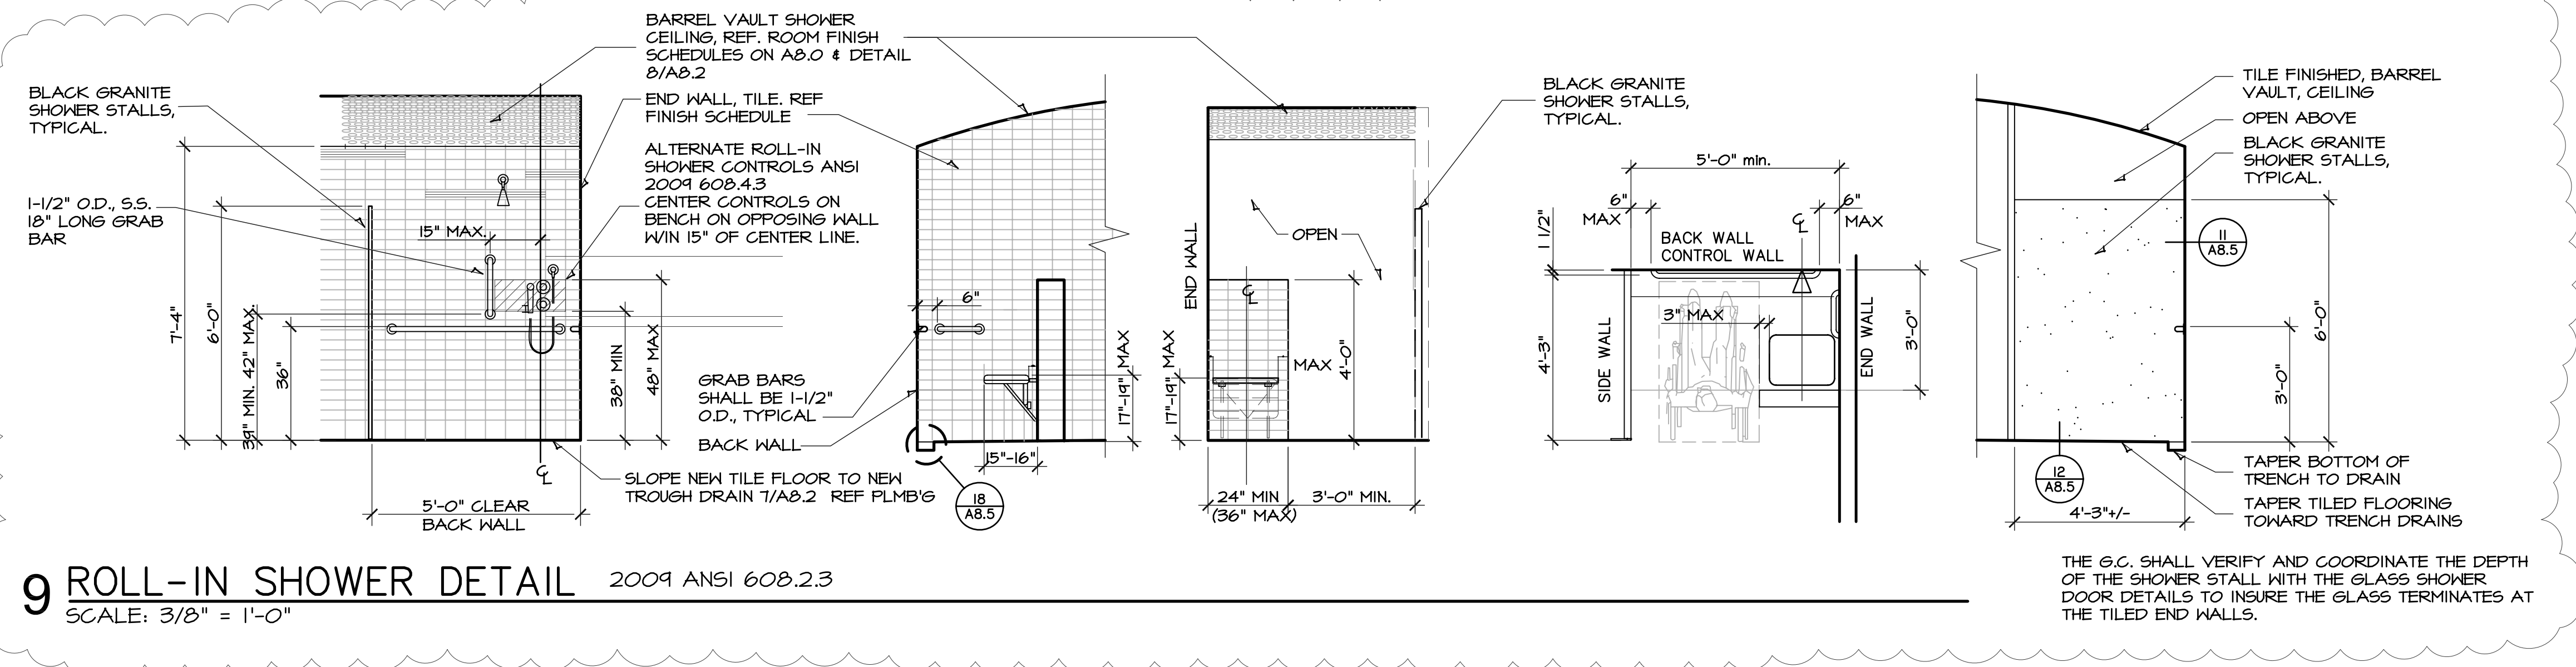 BARREL VAULT SHOWER
CEILING, REF. ROOM FINISH
SCHEDULES ON A8.0 & DETAIL
8/A8.2
BLACK GRANITE
SHOWER STALLS,
TYPICAL.
END WALL, TILE. REF
FINISH SCHEDULE
ALTERNATE ROLL-IN
SHOWER CONTROLS ANSI
2009 608.4.3
CENTER CONTROLS ON
BENCH ON OPPOSING WALL
W/IN 15" OF CENTER LINE.
1-1/2" O.D., S.S.
18" LONG GRAB
BAR
15" MAX.
7'-4"
6'-0"
39" MIN. 42" MAX.
36"
38" MIN
48" MAX
℄
5'-0" CLEAR
BACK WALL
SLOPE NEW TILE FLOOR TO NEW
TROUGH DRAIN 7/A8.2 REF PLMB'G
GRAB BARS
SHALL BE 1-1/2"
O.D., TYPICAL
BACK WALL
6"
17"-19" MAX
15"-16"
18
A8.5
END WALL
OPEN
℄
17"-19" MAX
MAX
4'-0"
24" MIN
(36" MAX)
3'-0" MIN.
BLACK GRANITE
SHOWER STALLS,
TYPICAL.
5'-0" min.
6"
MAX
℄
6"
MAX
1 1/2"
BACK WALL
CONTROL WALL
3" MAX
4'-3"
SIDE WALL
END WALL
3'-0"
TILE FINISHED, BARREL
VAULT, CEILING
OPEN ABOVE
BLACK GRANITE
SHOWER STALLS,
TYPICAL.
11
A8.5
6'-0"
3'-0"
12
A8.5
4'-3"+/-
TAPER BOTTOM OF
TRENCH TO DRAIN
TAPER TILED FLOORING
TOWARD TRENCH DRAINS
9 ROLL-IN SHOWER DETAIL 2009 ANSI 608.2.3
SCALE: 3/8" = 1'-0"
THE G.C. SHALL VERIFY AND COORDINATE THE DEPTH
OF THE SHOWER STALL WITH THE GLASS SHOWER
DOOR DETAILS TO INSURE THE GLASS TERMINATES AT
THE TILED END WALLS.